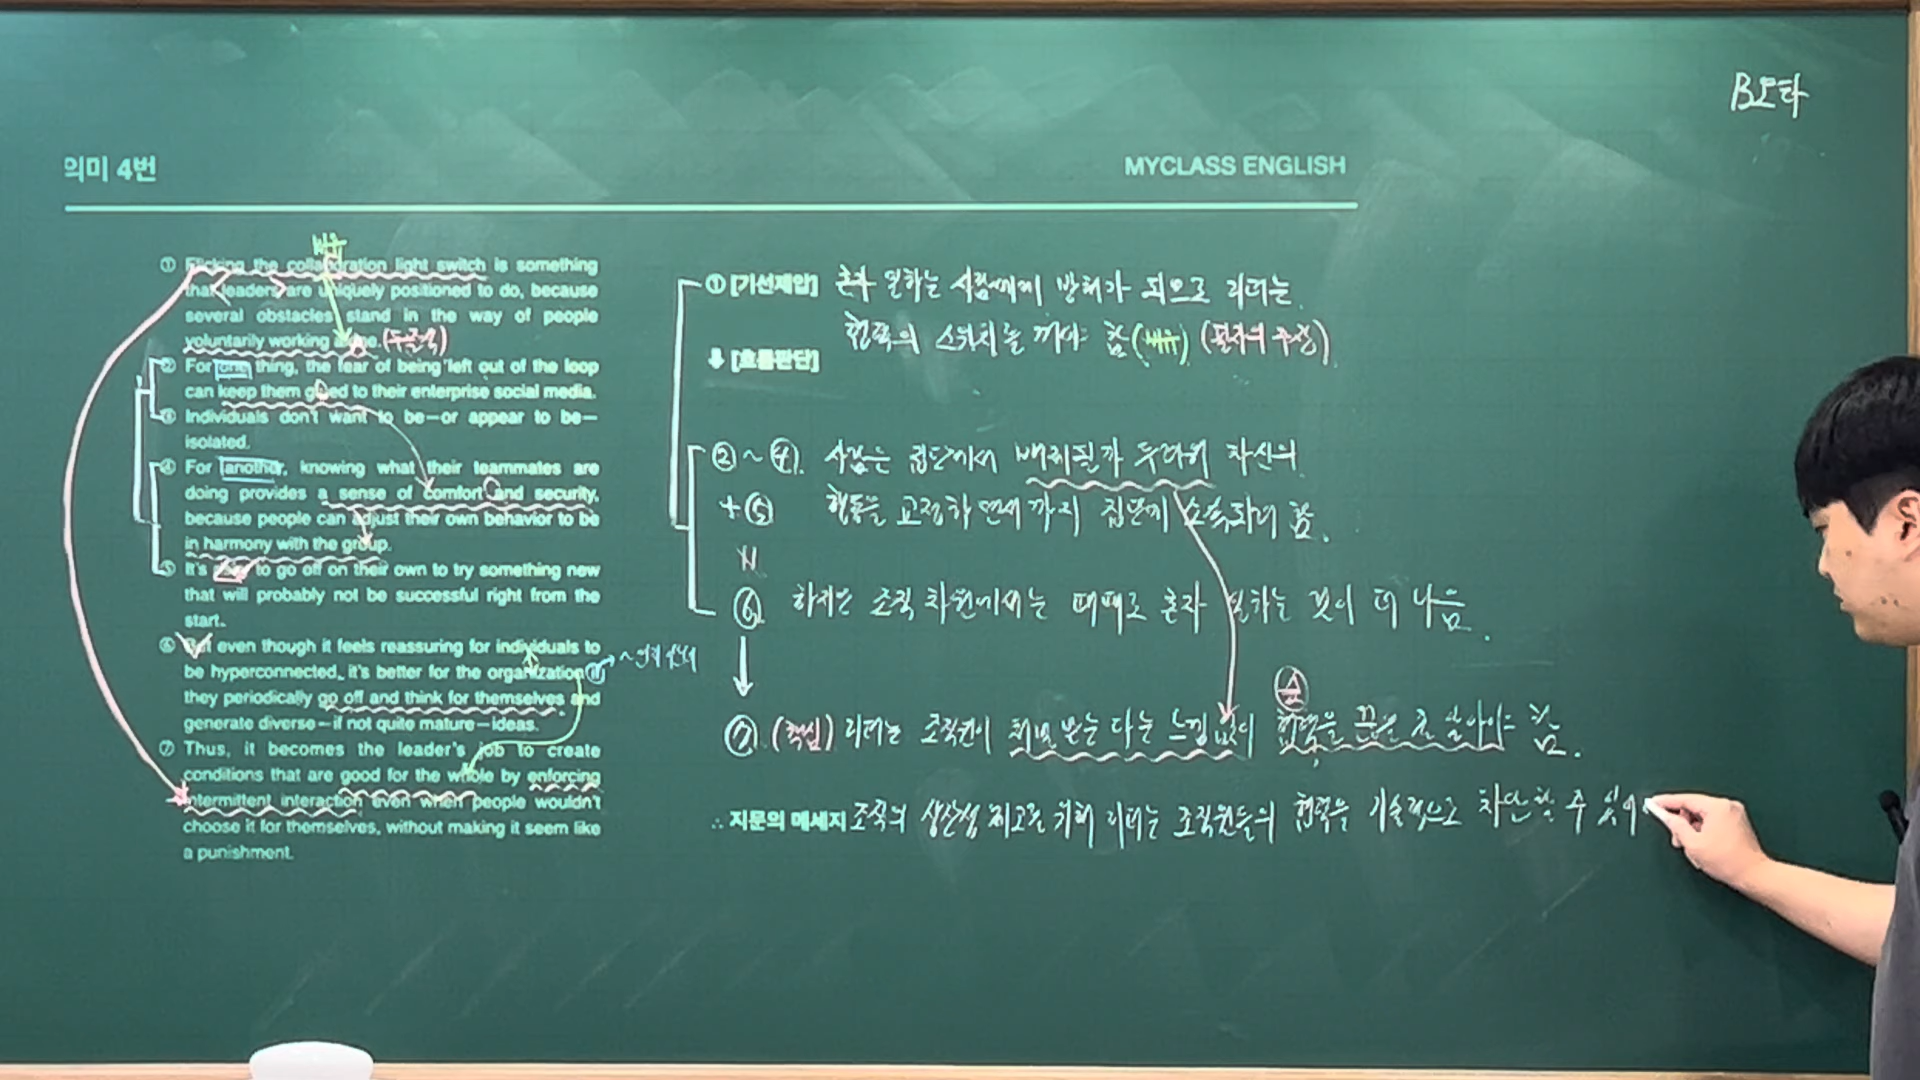 B모타
의미 4번
MYCLASS ENGLISH
① Flicking the collaboration light switch is something
that leaders are uniquely positioned to do, because
several obstacles stand in the way of people
voluntarily working alone.
② For one thing, the fear of being left out of the loop
can keep them glued to their enterprise social media.
③ Individuals don't want to be—or appear to be—
isolated.
④ For another, knowing what their teammates are
doing provides a sense of comfort and security,
because people can adjust their own behavior to be
in harmony with the group.
⑤ It's to go off on their own to try something new
that will probably not be successful right from the
start.
⑥ But even though it feels reassuring for individuals to
be hyperconnected, it's better for the organization if
they periodically go off and think for themselves and
generate diverse—if not quite mature—ideas.
⑦ Thus, it becomes the leader's job to create
conditions that are good for the whole by enforcing
intermittent interaction even when people wouldn't
choose it for themselves, without making it seem like
a punishment.
① [기선제압] 혼자 일하는 사람에게 방해가 되므로 리더는
협력의 스위치를 꺼야 함 (비유) (필자의 주장)
↓ [흐름판단]
②~④. 사람은 집단에서 배제될까 두려워 자신의
+⑤ 행동을 교정하면서까지 집단에 소속되려 함.
⑥ 하지만 조직 차원에서는 때때로 혼자 일하는 것이 더 나음.
⑦ (핵심) 리더는 조직원이 처벌받는다는 느낌 없이 협력을 끊을 줄 알아야 함.
∴ 지문의 메세지 조직의 생산성 제고를 위해 리더는 조직원들의 협력을 기술적으로 차단할 수 있어